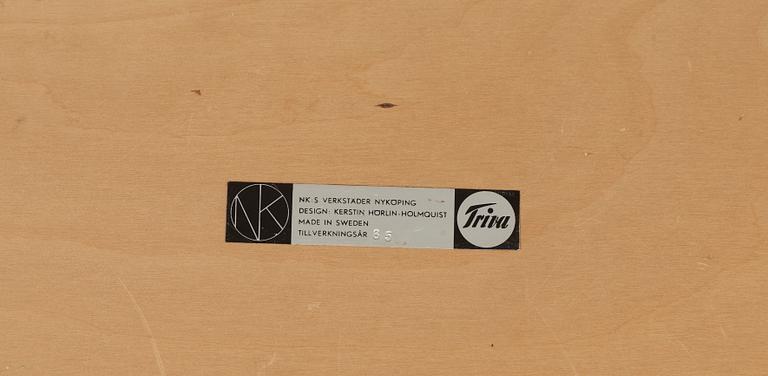 NK
NK:S VERKSTÄDER NYKÖPING
DESIGN: KERSTIN HÖRLIN-HOLMQUIST
MADE IN SWEDEN
TILLVERKNINGSÅR 65
Triva